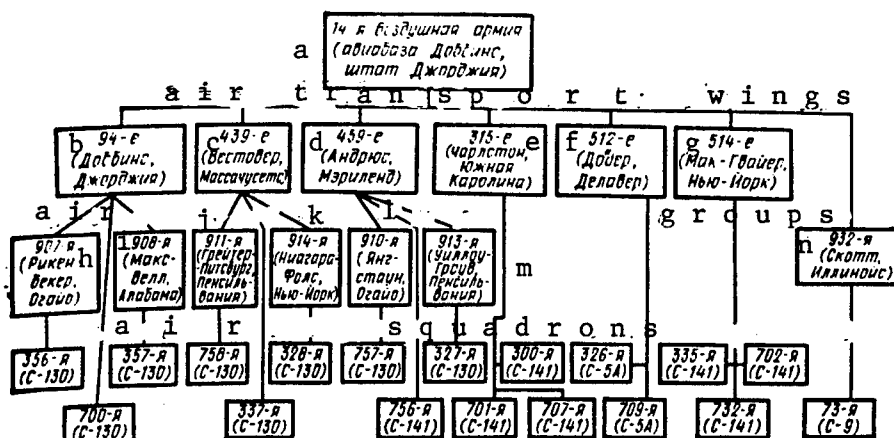 14 я воздушная армия
a (авиабаза Доббинс,
штат Джорджия)
air transport wings
b 94-е
(Доббинс,
Джорджия)
c 439-е
(Вестовер,
Массачусетс)
d 459-е
(Андрюс,
Мэриленд)
315-е e
(Чарлстон,
Южная
Каролина)
f 512-е
(Довер,
Делавер)
g 514-е
(Мак-Гвайер,
Нью-Йорк)
air groups
h 907-я
(Рикен
Бекер,
Огайо)
i 908-я
(Макс-
велл,
Алабама)
j 911-я
(Грейтер-
Питсбург,
Пенсиль-
вания)
k 914-я
(Ниагара-
Фолс,
Нью-Йорк)
l 910-я
(Янг-
стаун,
Огайо)
913-я
(Уиллоу-
Гроув,
Пенсиль-
вания)
m
n 932-я
(Скотт,
Иллинойс)
air squadrons
356-я
(C-130)
357-я
(C-130)
758-я
(C-130)
328-я
(C-130)
757-я
(C-130)
327-я
(C-130)
300-я
(C-141)
326-я
(C-5A)
335-я
(C-141)
702-я
(C-141)
700-я
(C-130)
337-я
(C-130)
756-я
(C-141)
701-я
(C-141)
707-я
(C-141)
709-я
(C-5A)
732-я
(C-141)
73-я
(C-9)